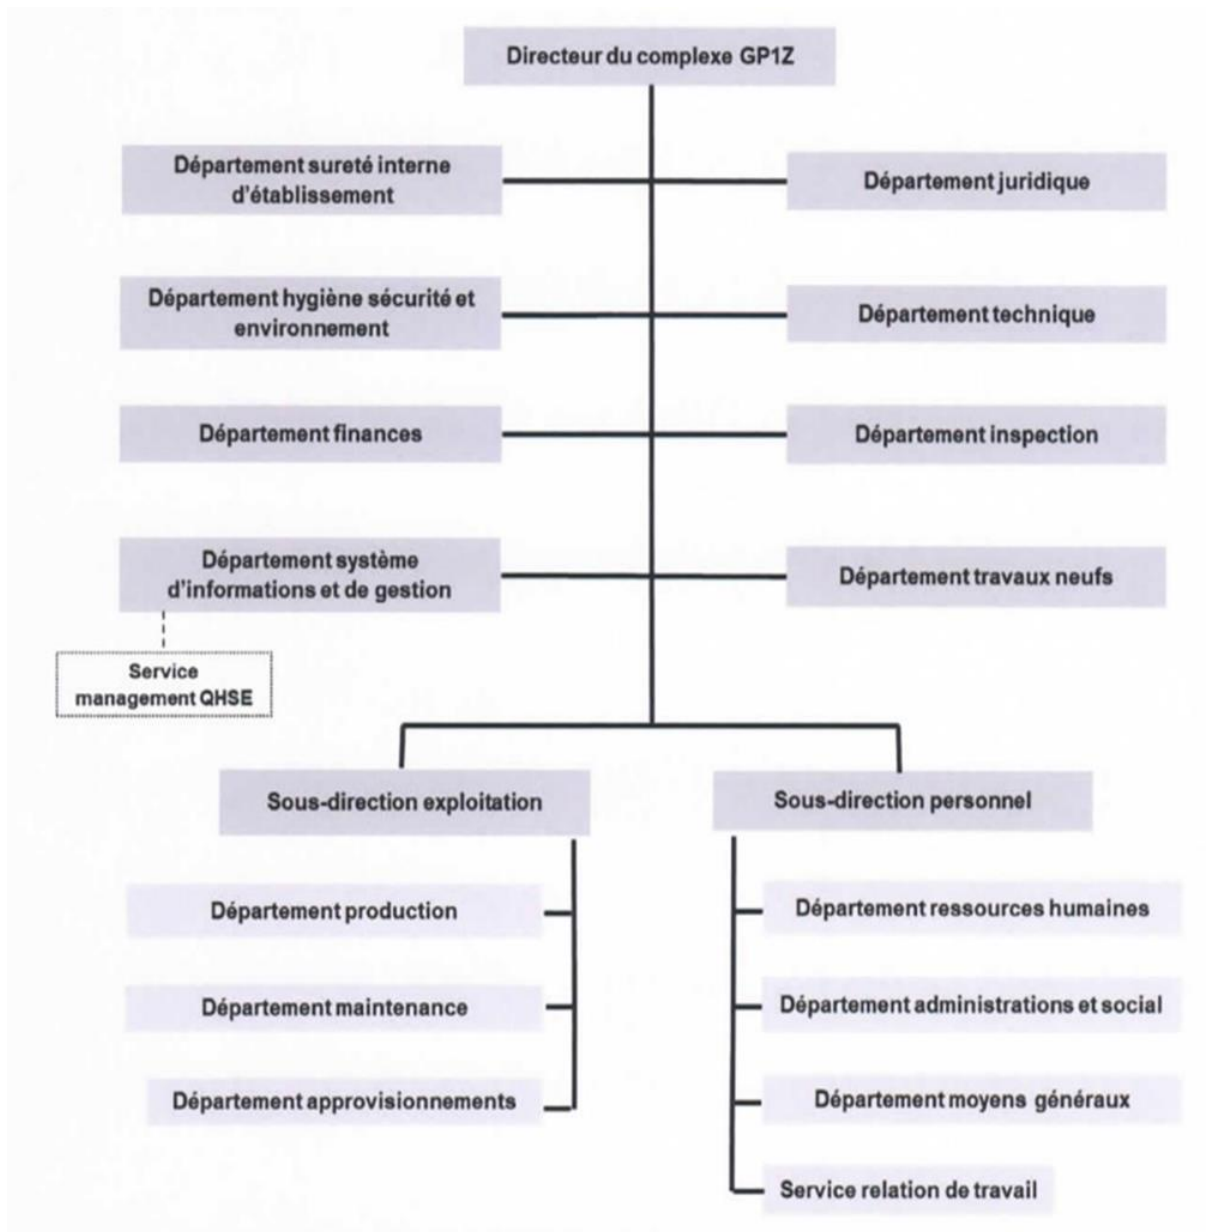 Directeur du complexe GP1Z
Département sureté interne
d'établissement
Département juridique
Département hygiène sécurité et
environnement
Département technique
Département finances
Département inspection
Département système
d'informations et de gestion
Département travaux neufs
Service
management QHSE
Sous-direction exploitation
Sous-direction personnel
Département production
Département maintenance
Département approvisionnements
Département ressources humaines
Département administrations et social
Département moyens généraux
Service relation de travail